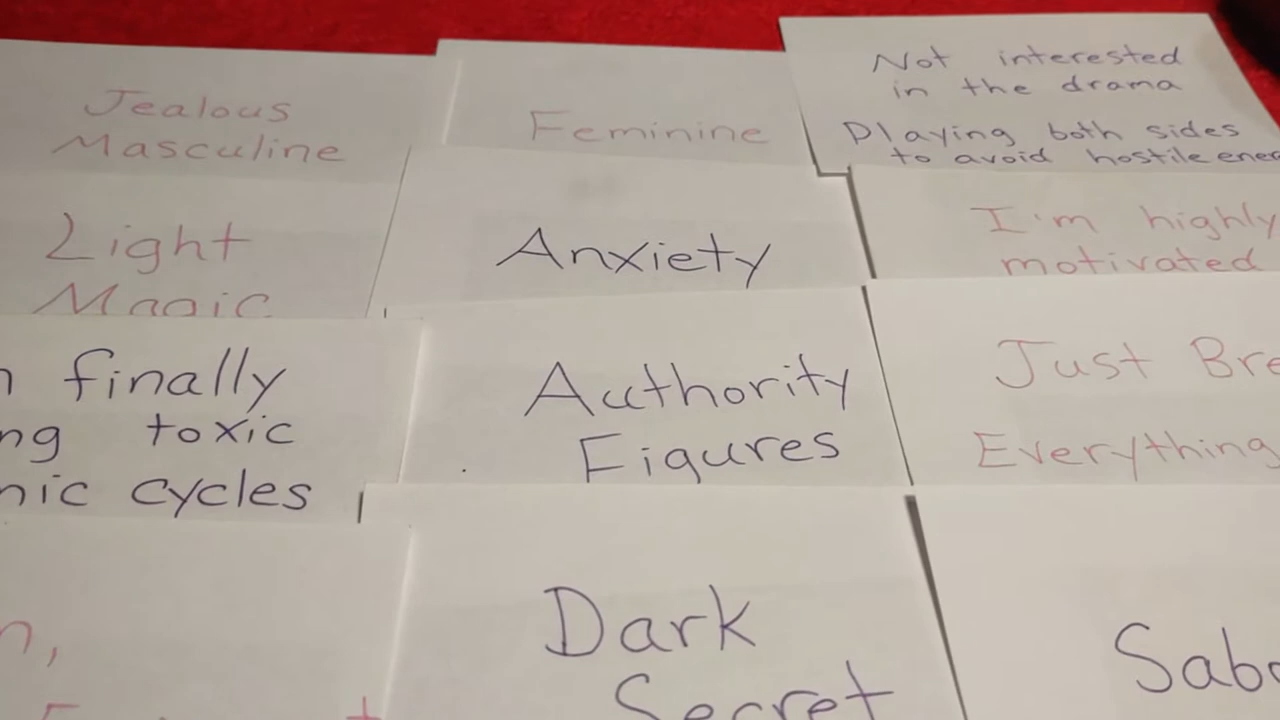 Jealous
Masculine
Light
Magic
finally
toxic
cycles
Feminine
Anxiety
Authority
Figures
Dark
Secret
Not interested
in the drama
Playing both sides
to avoid hostile
I'm highly
motivated
Just
Everything